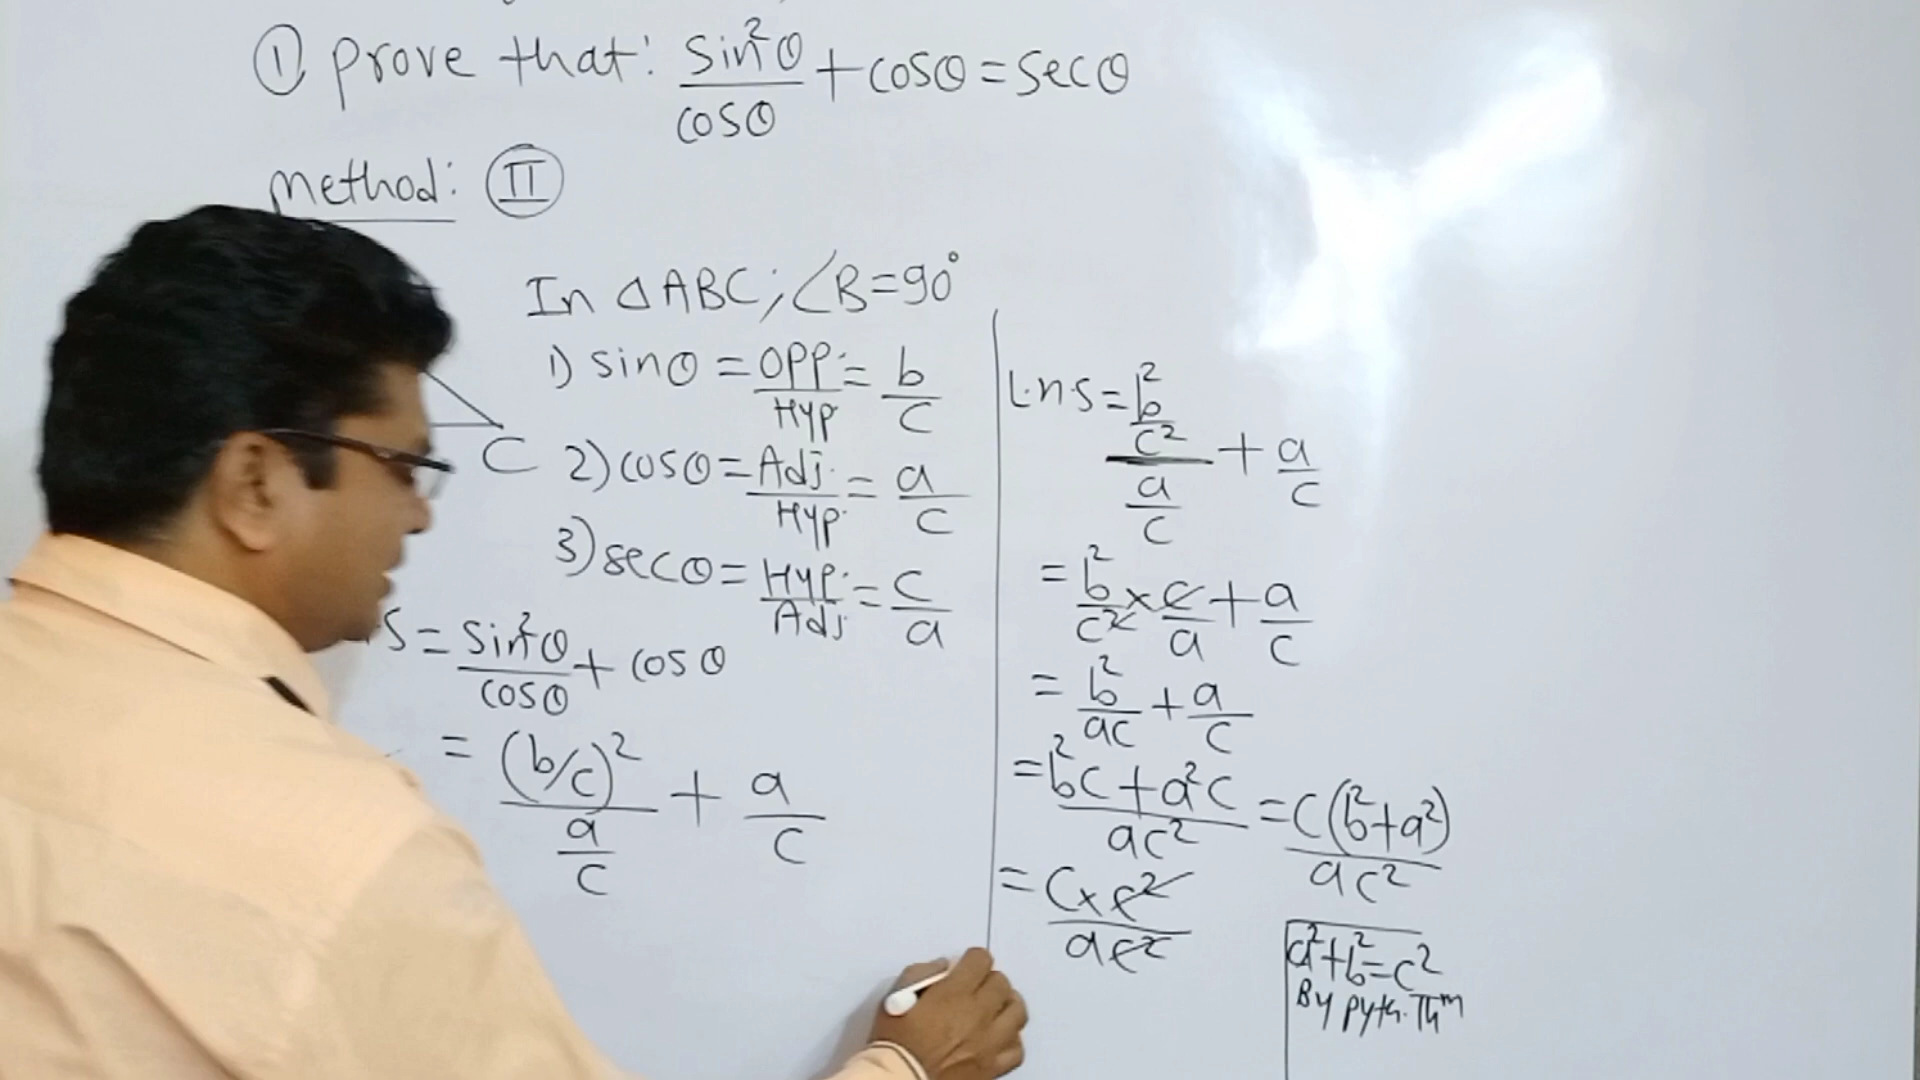 ① prove that: sin²θ/cosθ + cosθ = secθ
method: Ⅱ
C
In △ABC; ∠B=90°
1) sinθ = OPP./Hyp = b/c
2) cosθ = Adj./Hyp = a/c
3) secθ = Hyp./Adj = c/a
S = sin²θ/cosθ + cosθ
= (b/c)²/(a/c) + a/c
L.H.S = (b²/c²)/(a/c) + a/c
= b²/c² × c/a + a/c
= b²/ac + a/c
= (b²c + a²c)/ac² = c(b²+a²)/ac²
= c×c²/ac²
a²+b²=c²
By pyth. Thm